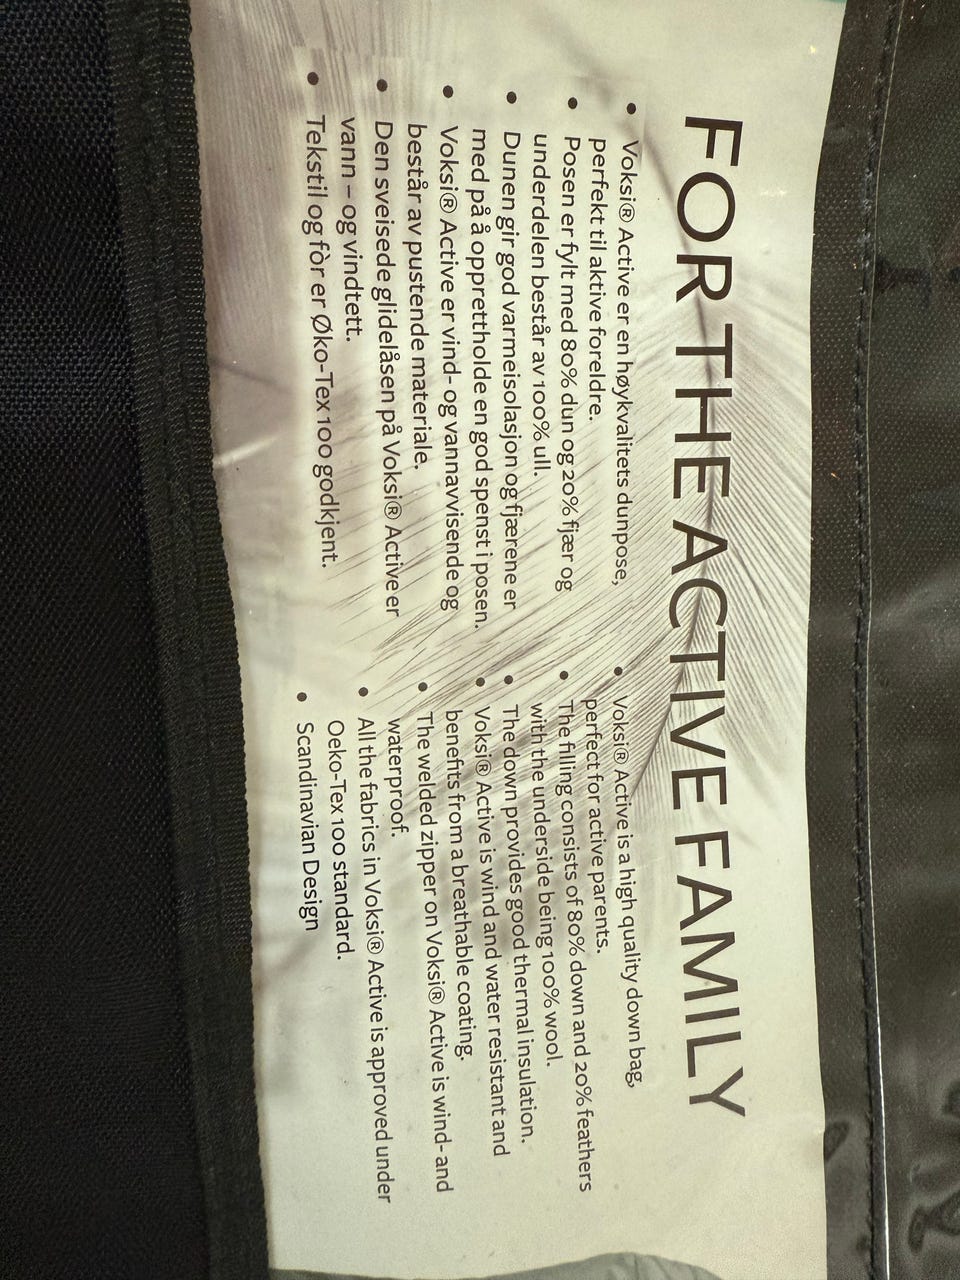 FOR THE ACTIVE FAMILY
• Voksi® Active er en høykvalitets dunpose,
perfekt til aktive foreldre.
• Posen er fylt med 80% dun og 20% fjær og
underdelen består av 100% ull.
• Dunen gir god varmeisolasjon og fjærene er
med på å opprettholde en god spenst i posen.
• Voksi® Active er vind- og vannavvisende og
består av pustende materiale.
• Den sveisede glidelåsen på Voksi® Active er
vann – og vindtett.
• Tekstil og fòr er Øko-Tex 100 godkjent.
• Voksi® Active is a high quality down bag,
perfect for active parents.
• The filling consists of 80% down and 20% feathers
with the underside being 100% wool.
• The down provides good thermal insulation.
• Voksi® Active is wind and water resistant and
benefits from a breathable coating.
• The welded zipper on Voksi® Active is wind- and
waterproof.
• All the fabrics in Voksi® Active is approved under
Oeko-Tex 100 standard.
• Scandinavian Design